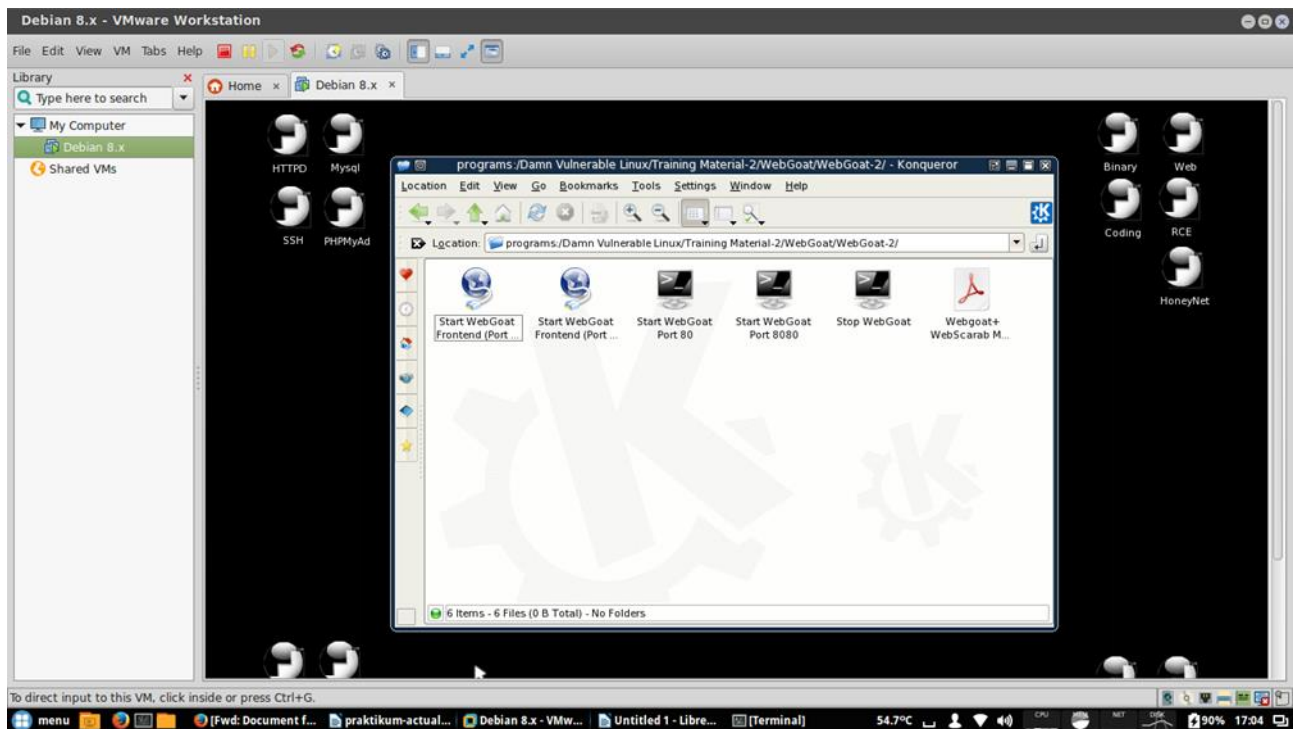 Debian 8.x - VMware Workstation
File Edit View VM Tabs Help
Library
Type here to search
My Computer
Debian 8.x
Shared VMs
Home
Debian 8.x
HTTPD
Mysql
SSH
PHPMyAd
Binary
Web
Coding
RCE
HoneyNet
programs:/Damn Vulnerable Linux/Training Material-2/WebGoat/WebGoat-2/ - Konqueror
Location Edit View Go Bookmarks Tools Settings Window Help
Location: programs:/Damn Vulnerable Linux/Training Material-2/WebGoat/WebGoat-2/
Start WebGoat
Frontend (Port ...
Start WebGoat
Frontend (Port ...
Start WebGoat
Port 80
Start WebGoat
Port 8080
Stop WebGoat
Webgoat+
WebScarab M...
6 Items - 6 Files (0 B Total) - No Folders
To direct input to this VM, click inside or press Ctrl+G.
menu [Fwd: Document f... praktikum-actual... Debian 8.x - VMw... Untitled 1 - Libre... [Terminal] 54.7ºC CPU NET DISK 90% 17:04